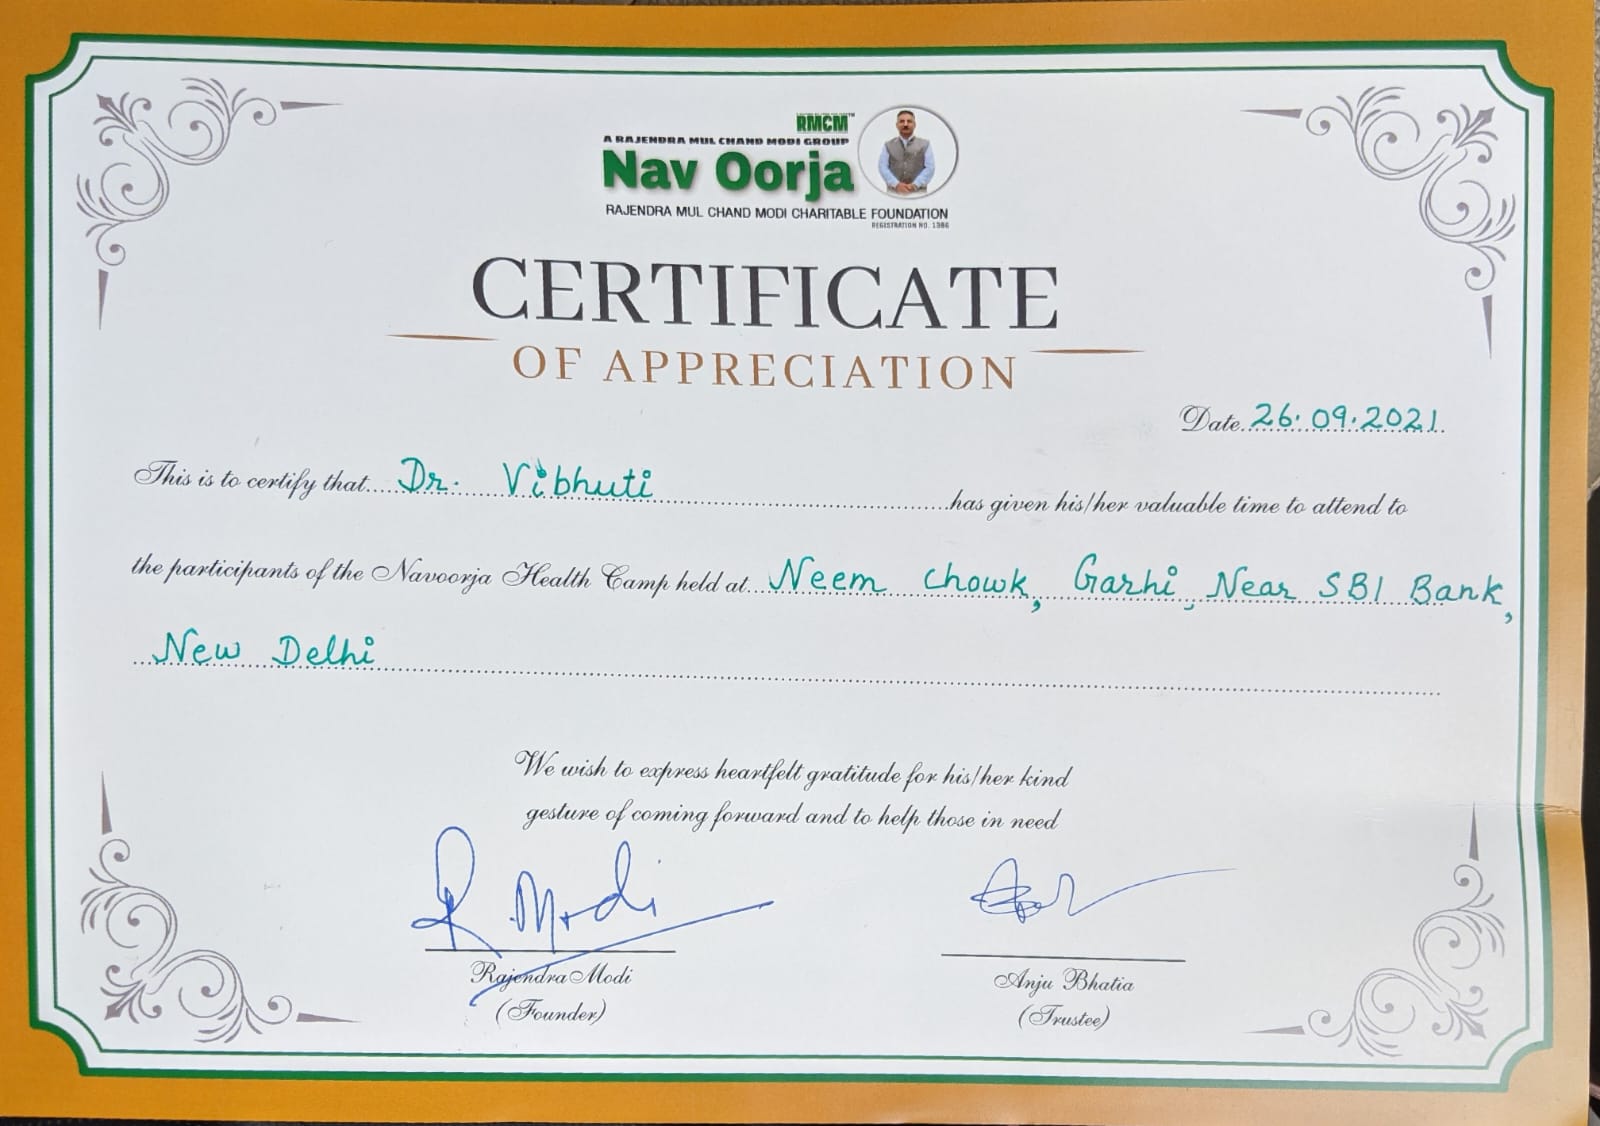 RMCM™
A RAJENDRA MUL CHAND MODI GROUP
Nav Oorja
RAJENDRA MUL CHAND MODI CHARITABLE FOUNDATION
REGISTRATION NO. 1386
CERTIFICATE
OF APPRECIATION
Date 26.09.2021
This is to certify that Dr. Vibhuti has given his/her valuable time to attend to
the participants of the Navoorja Health Camp held at Neem Chowk, Garhi, Near SBI Bank,
New Delhi
We wish to express heartfelt gratitude for his/her kind
gesture of coming forward and to help those in need
R Modi
Rajendra Modi
(Founder)
Anju Bhatia
(Trustee)